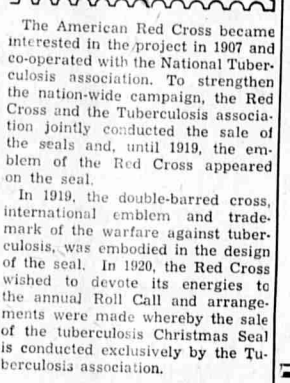 The American Red Cross became
interested in the project in 1907 and
co-operated with the National Tuber-
culosis association. To strengthen
the nation-wide campaign, the Red
Cross and the Tuberculosis associa-
tion jointly conducted the sale of
the seals and, until 1919, the em-
blem of the Red Cross appeared
on the seal.
In 1919, the double-barred cross,
international emblem and trade-
mark of the warfare against tuber-
culosis, was embodied in the design
of the seal. In 1920, the Red Cross
wished to devote its energies to
the annual Roll Call and arrange-
ments were made whereby the sale
of the tuberculosis Christmas Seal
is conducted exclusively by the Tu-
berculosis association.